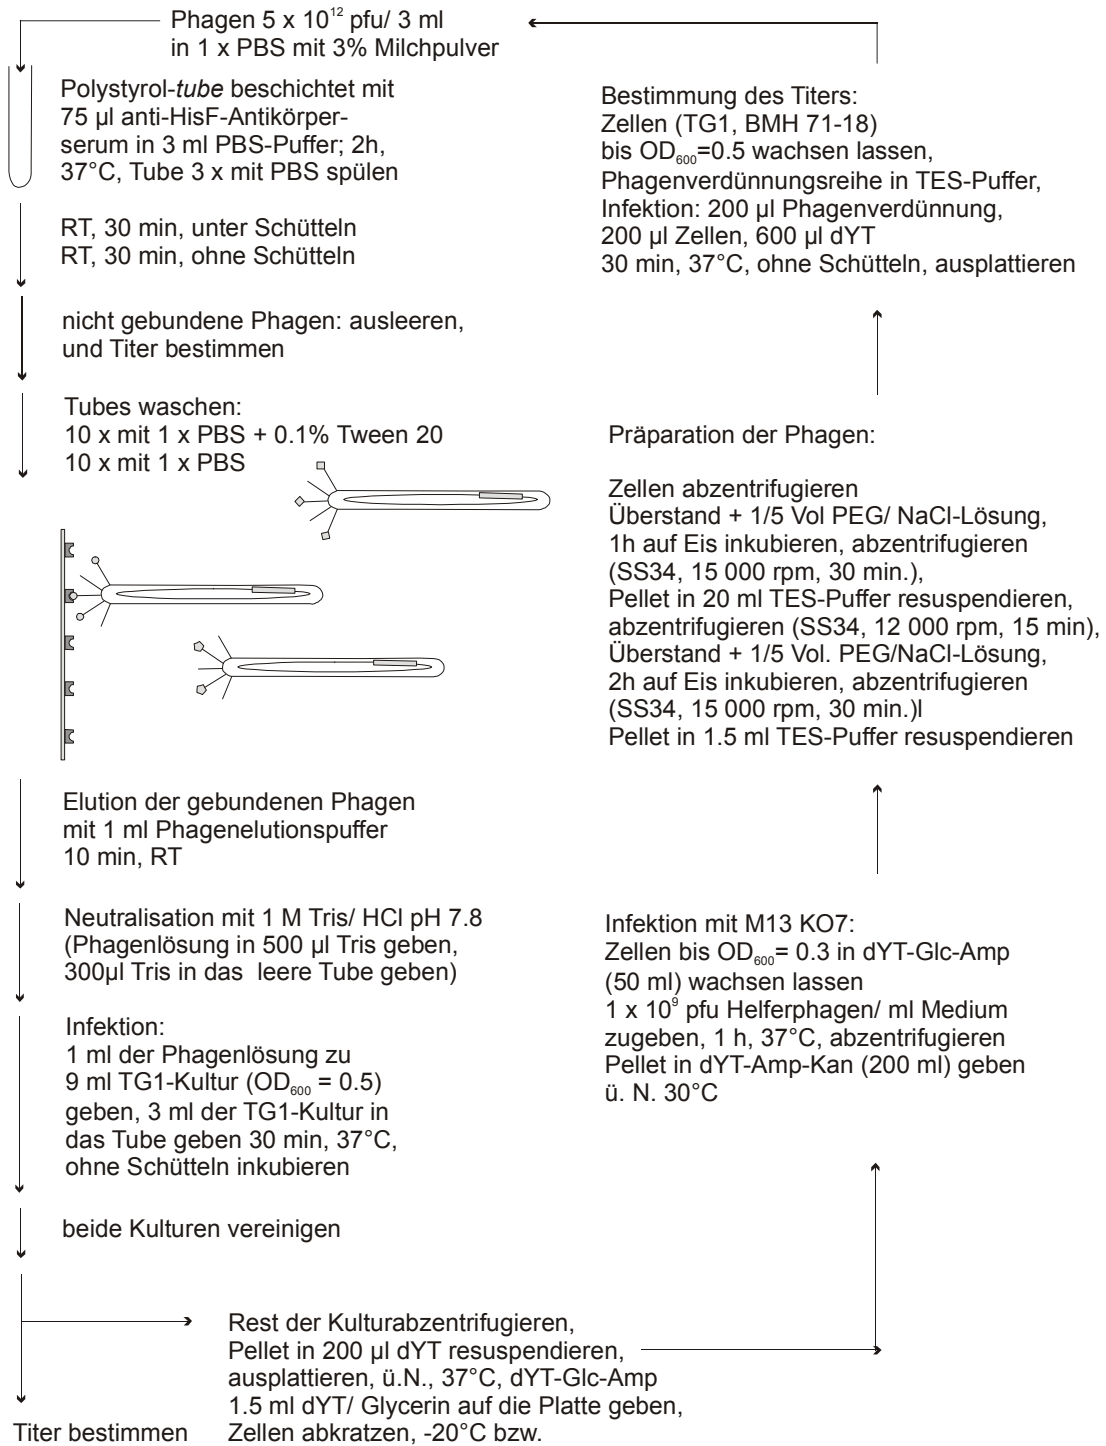 Phagen 5 x 10¹² pfu/ 3 ml
in 1 x PBS mit 3% Milchpulver
Polystyrol-tube beschichtet mit
75 µl anti-HisF-Antikörper-
serum in 3 ml PBS-Puffer; 2h,
37°C, Tube 3 x mit PBS spülen
RT, 30 min, unter Schütteln
RT, 30 min, ohne Schütteln
nicht gebundene Phagen: ausleeren,
und Titer bestimmen
Tubes waschen:
10 x mit 1 x PBS + 0.1% Tween 20
10 x mit 1 x PBS
Elution der gebundenen Phagen
mit 1 ml Phagenelutionspuffer
10 min, RT
Neutralisation mit 1 M Tris/ HCl pH 7.8
(Phagenlösung in 500 µl Tris geben,
300µl Tris in das leere Tube geben)
Infektion:
1 ml der Phagenlösung zu
9 ml TG1-Kultur (OD₆₀₀ = 0.5)
geben, 3 ml der TG1-Kultur in
das Tube geben 30 min, 37°C,
ohne Schütteln inkubieren
beide Kulturen vereinigen
Titer bestimmen
Rest der Kulturabzentrifugieren,
Pellet in 200 µl dYT resuspendieren,
ausplattieren, ü.N., 37°C, dYT-Glc-Amp
1.5 ml dYT/ Glycerin auf die Platte geben,
Zellen abkratzen, -20°C bzw.
Infektion mit M13 KO7:
Zellen bis OD₆₀₀= 0.3 in dYT-Glc-Amp
(50 ml) wachsen lassen
1 x 10⁹ pfu Helferphagen/ ml Medium
zugeben, 1 h, 37°C, abzentrifugieren
Pellet in dYT-Amp-Kan (200 ml) geben
ü. N. 30°C
Präparation der Phagen:
Zellen abzentrifugieren
Überstand + 1/5 Vol PEG/ NaCl-Lösung,
1h auf Eis inkubieren, abzentrifugieren
(SS34, 15 000 rpm, 30 min.),
Pellet in 20 ml TES-Puffer resuspendieren,
abzentrifugieren (SS34, 12 000 rpm, 15 min),
Überstand + 1/5 Vol. PEG/NaCl-Lösung,
2h auf Eis inkubieren, abzentrifugieren
(SS34, 15 000 rpm, 30 min.)l
Pellet in 1.5 ml TES-Puffer resuspendieren
Bestimmung des Titers:
Zellen (TG1, BMH 71-18)
bis OD₆₀₀=0.5 wachsen lassen,
Phagenverdünnungsreihe in TES-Puffer,
Infektion: 200 µl Phagenverdünnung,
200 µl Zellen, 600 µl dYT
30 min, 37°C, ohne Schütteln, ausplattieren